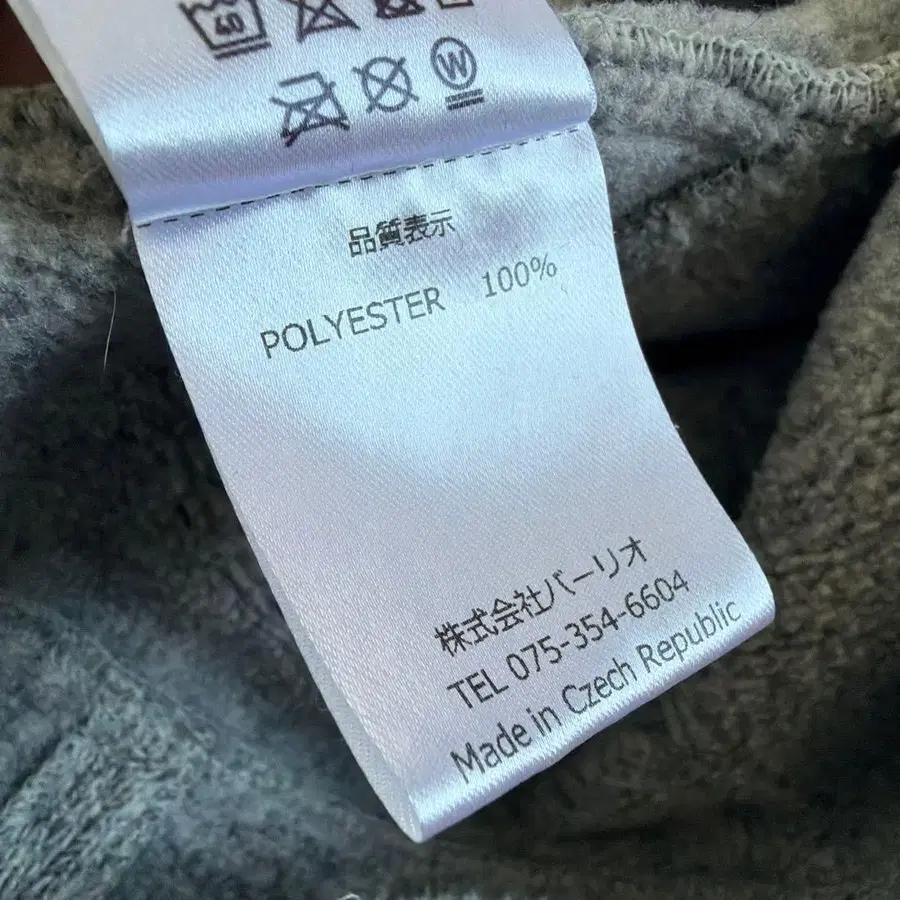 品質表示
POLYESTER 100%
株式会社バーリオ
TEL 075-354-6604
Made in Czech Republic